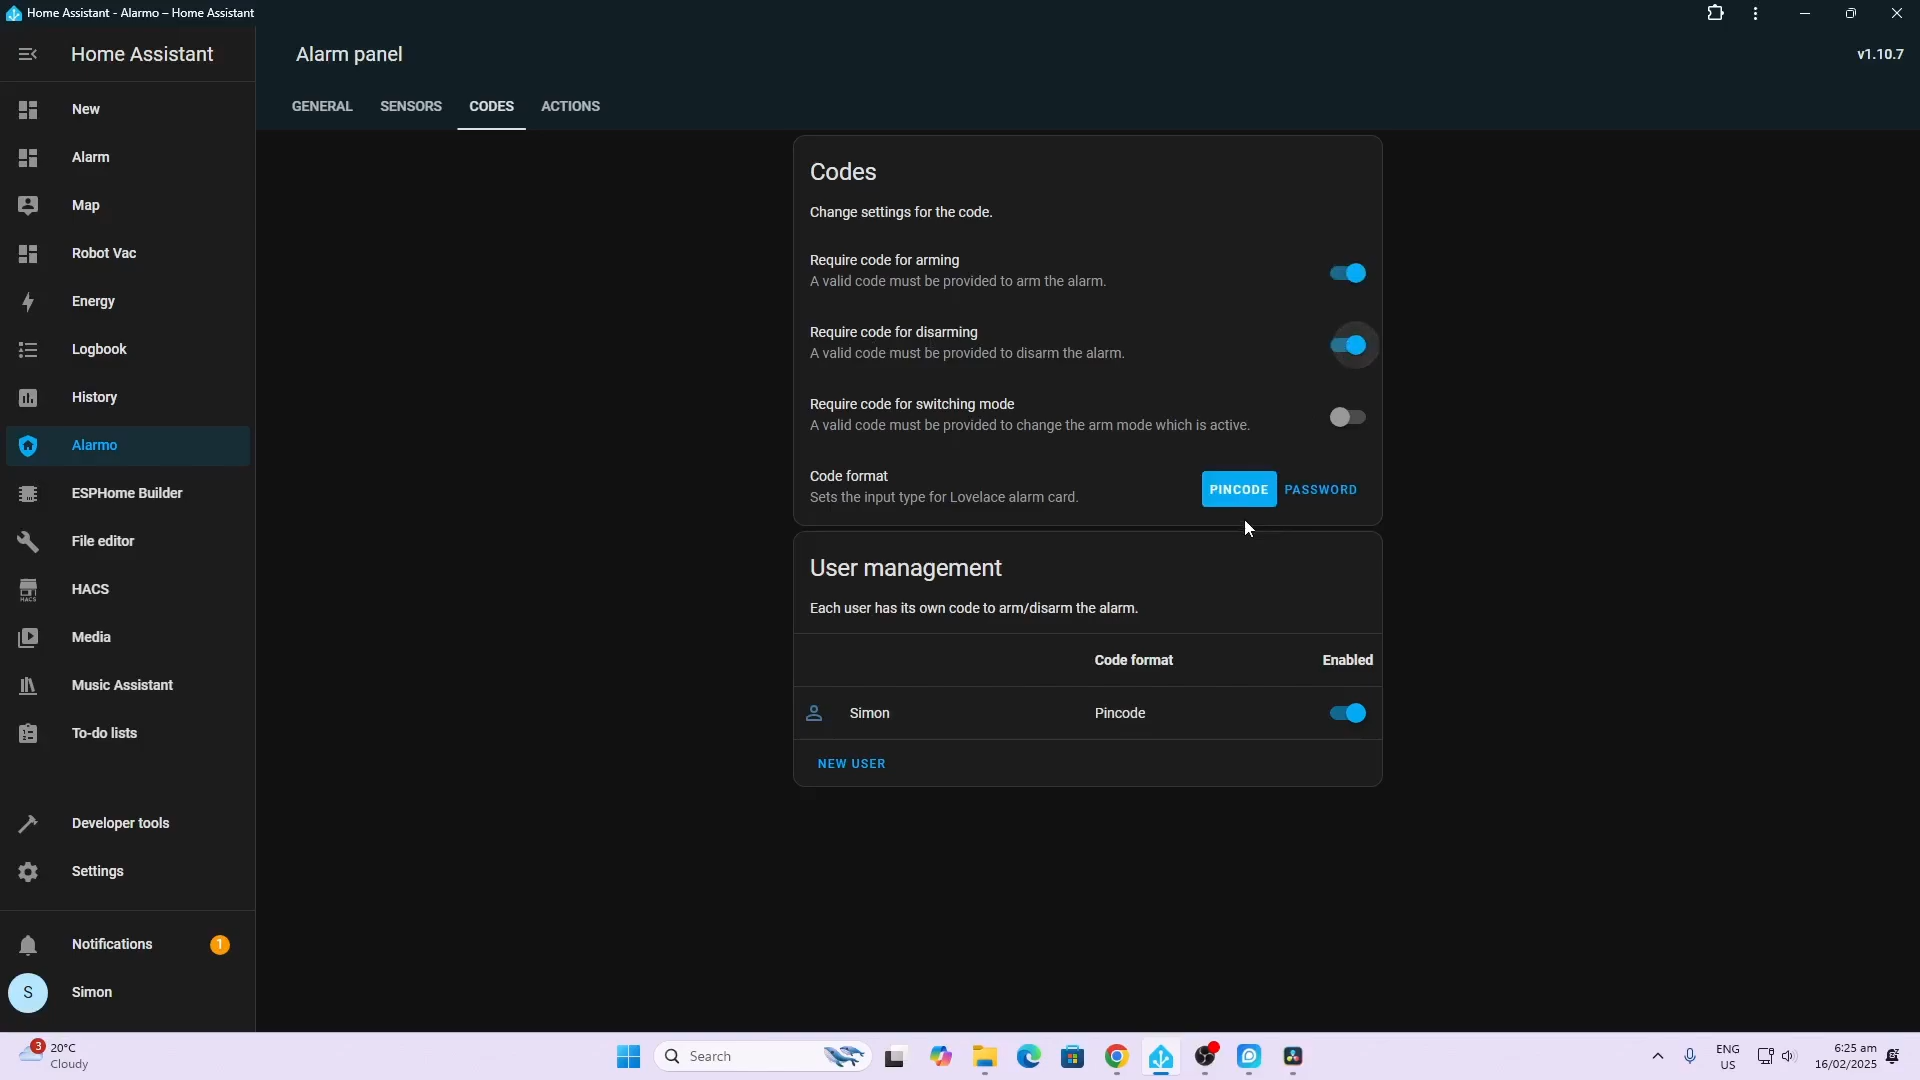 Home Assistant - Alarmo – Home Assistant
Home Assistant
Alarm panel
v1.10.7
GENERAL
SENSORS
CODES
ACTIONS
New
Alarm
Map
Robot Vac
Energy
Logbook
History
Alarmo
ESPHome Builder
File editor
HACS
HACS
Media
Music Assistant
To-do lists
Developer tools
Settings
Notifications
1
S
Simon
Codes
Change settings for the code.
Require code for arming
A valid code must be provided to arm the alarm.
Require code for disarming
A valid code must be provided to disarm the alarm.
Require code for switching mode
A valid code must be provided to change the arm mode which is active.
Code format
Sets the input type for Lovelace alarm card.
PINCODE
PASSWORD
User management
Each user has its own code to arm/disarm the alarm.
Code format
Enabled
Simon
Pincode
NEW USER
3
20°C
Cloudy
Search
ENG
US
6:25 am
16/02/2025